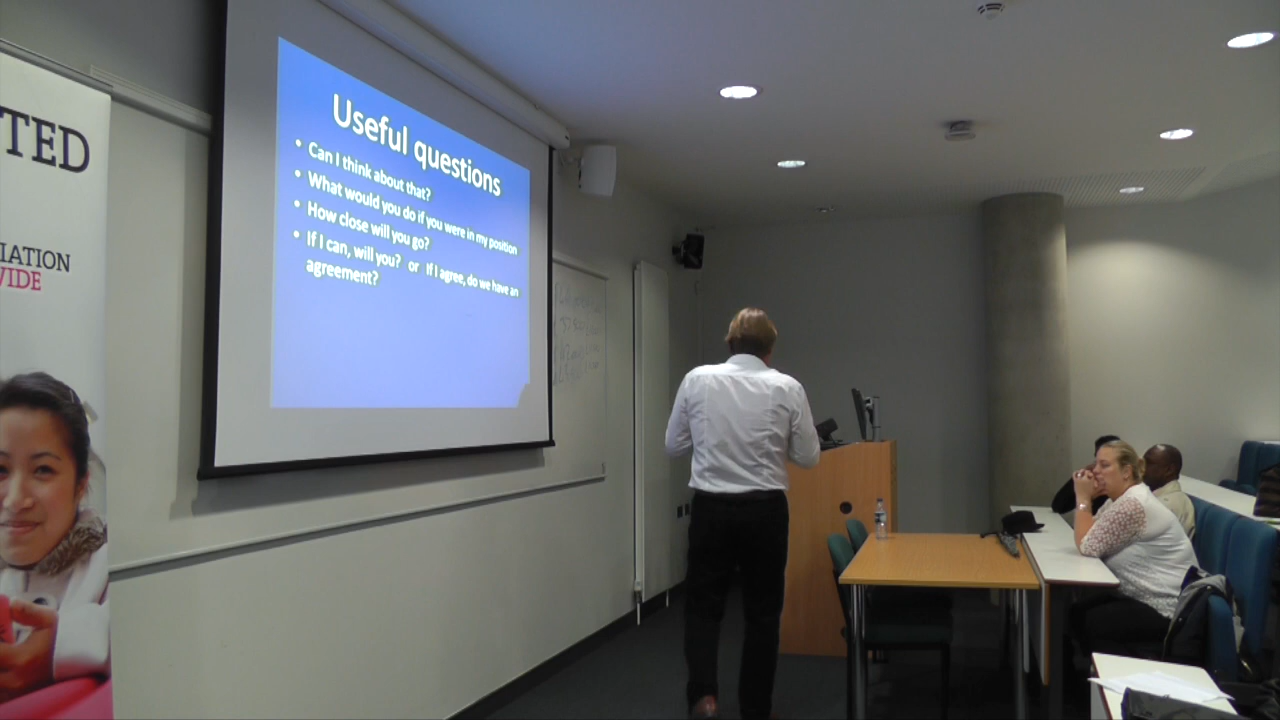 TED
IATION
WIDE
Useful questions
• Can I think about that?
• What would you do if you were in my position
• How close will you go?
• If I can, will you? or If I agree, do we have an
agreement?